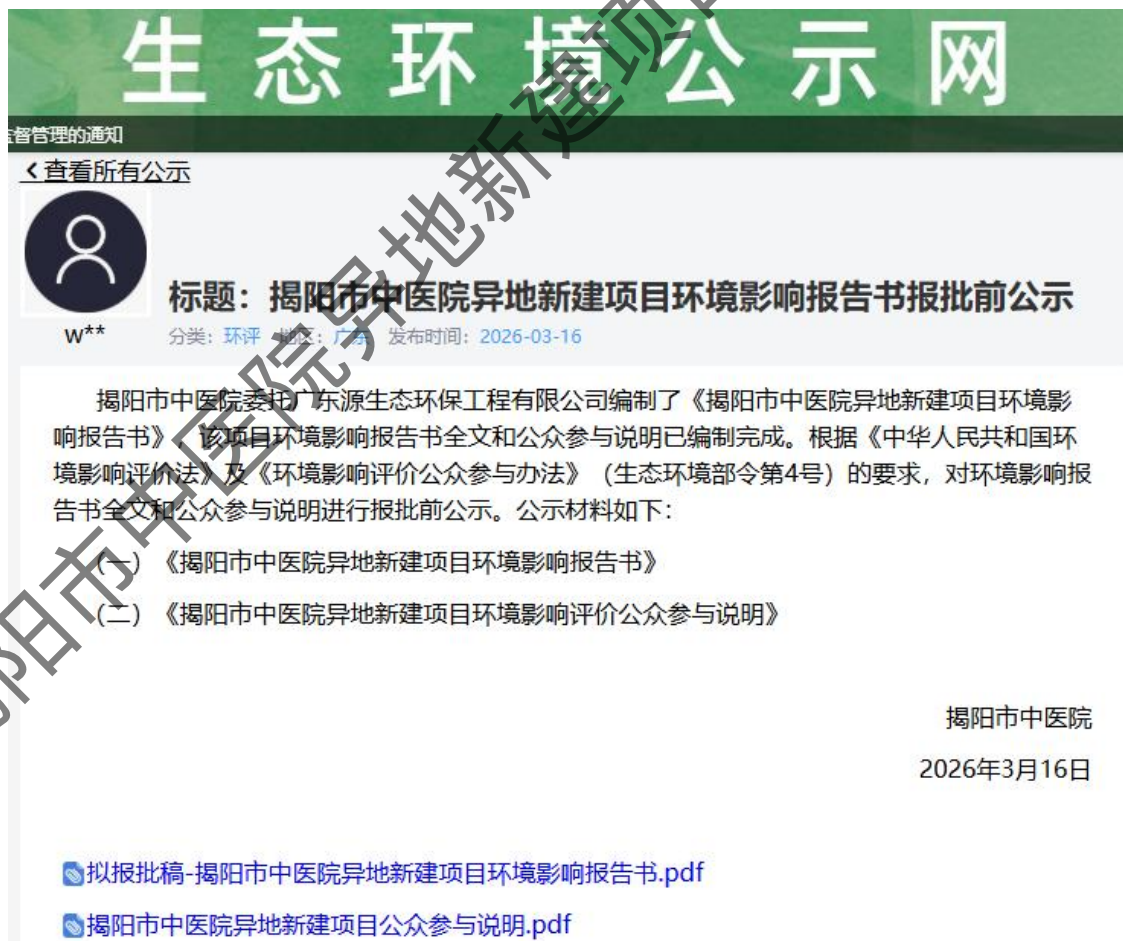 生态环境公示网
监督管理的通知
查看所有公示
标题：揭阳市中医院异地新建项目环境影响报告书报批前公示
w**
分类：环评 地区：广东 发布时间：2026-03-16
揭阳市中医院委托广东源生态环保工程有限公司编制了《揭阳市中医院异地新建项目环境影
响报告书》，该项目环境影响报告书全文和公众参与说明已编制完成。根据《中华人民共和国环
境影响评价法》及《环境影响评价公众参与办法》（生态环境部令第4号）的要求，对环境影响报
告书全文和公众参与说明进行报批前公示。公示材料如下：
（一）《揭阳市中医院异地新建项目环境影响报告书》
（二）《揭阳市中医院异地新建项目环境影响评价公众参与说明》
揭阳市中医院
2026年3月16日
拟报批稿-揭阳市中医院异地新建项目环境影响报告书.pdf
揭阳市中医院异地新建项目公众参与说明.pdf
阳市中医院异地新建项